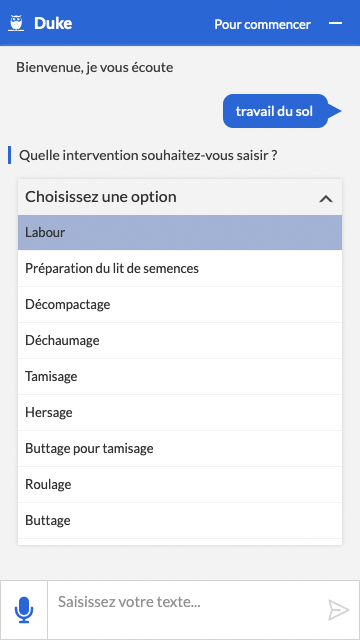 Duke
Pour commencer
Bienvenue, je vous écoute
travail du sol
Quelle intervention souhaitez-vous saisir ?
Choisissez une option
Labour
Préparation du lit de semences
Décompactage
Déchaumage
Tamisage
Hersage
Buttage pour tamisage
Roulage
Buttage
Saisissez votre texte...